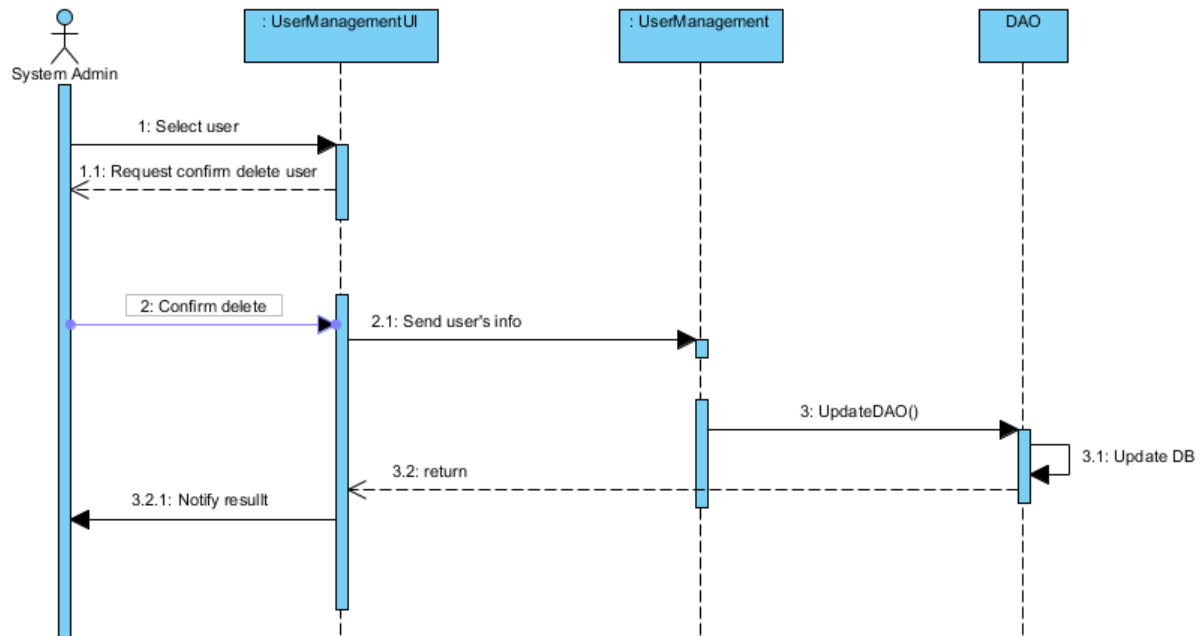 : UserManagementUI
: UserManagement
DAO
System Admin
1: Select user
1.1: Request confirm delete user
2: Confirm delete
2.1: Send user's info
3: UpdateDAO()
3.1: Update DB
3.2: return
3.2.1: Notify resullt